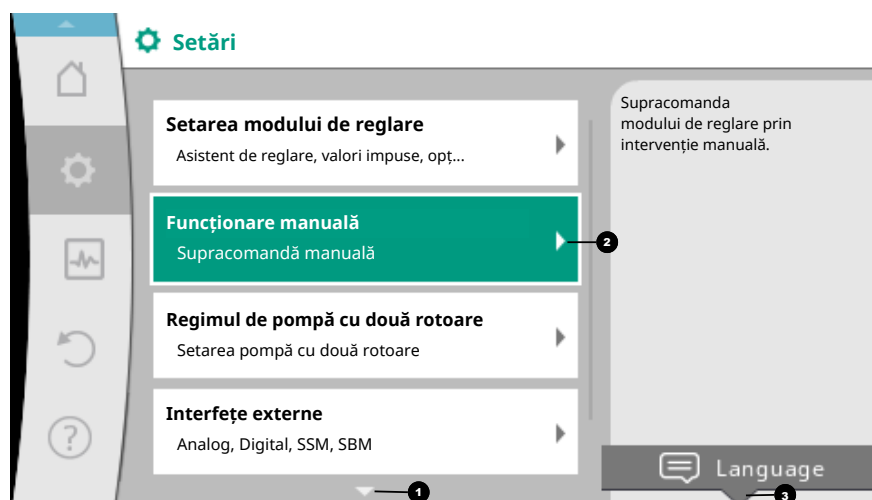 Setări
Setarea modului de reglare
Asistent de reglare, valori impuse, opț...
Funcționare manuală
Supracomandă manuală
2
Regimul de pompă cu două rotoare
Setarea pompă cu două rotoare
Interfețe externe
Analog, Digital, SSM, SBM
1
Supracomanda
modului de reglare prin
intervenție manuală.
?
Language
3